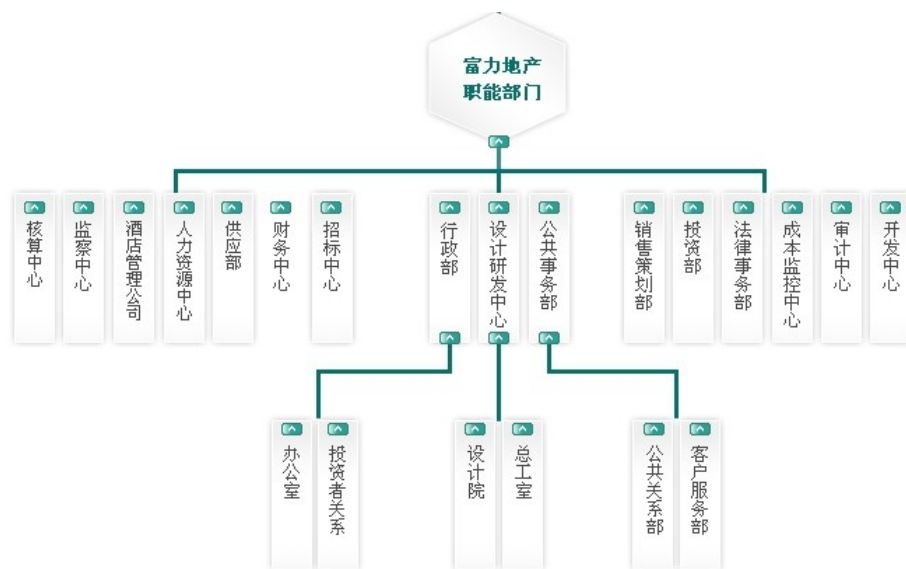 富力地产
职能部门
核算中心
监察中心
酒店管理公司
人力资源中心
供应部
财务中心
招标中心
行政部
设计研发中心
公共事务部
销售策划部
投资部
法律事务部
成本监控中心
审计中心
开发中心
办公室
投资者关系
设计院
总工室
公共关系部
客户服务部